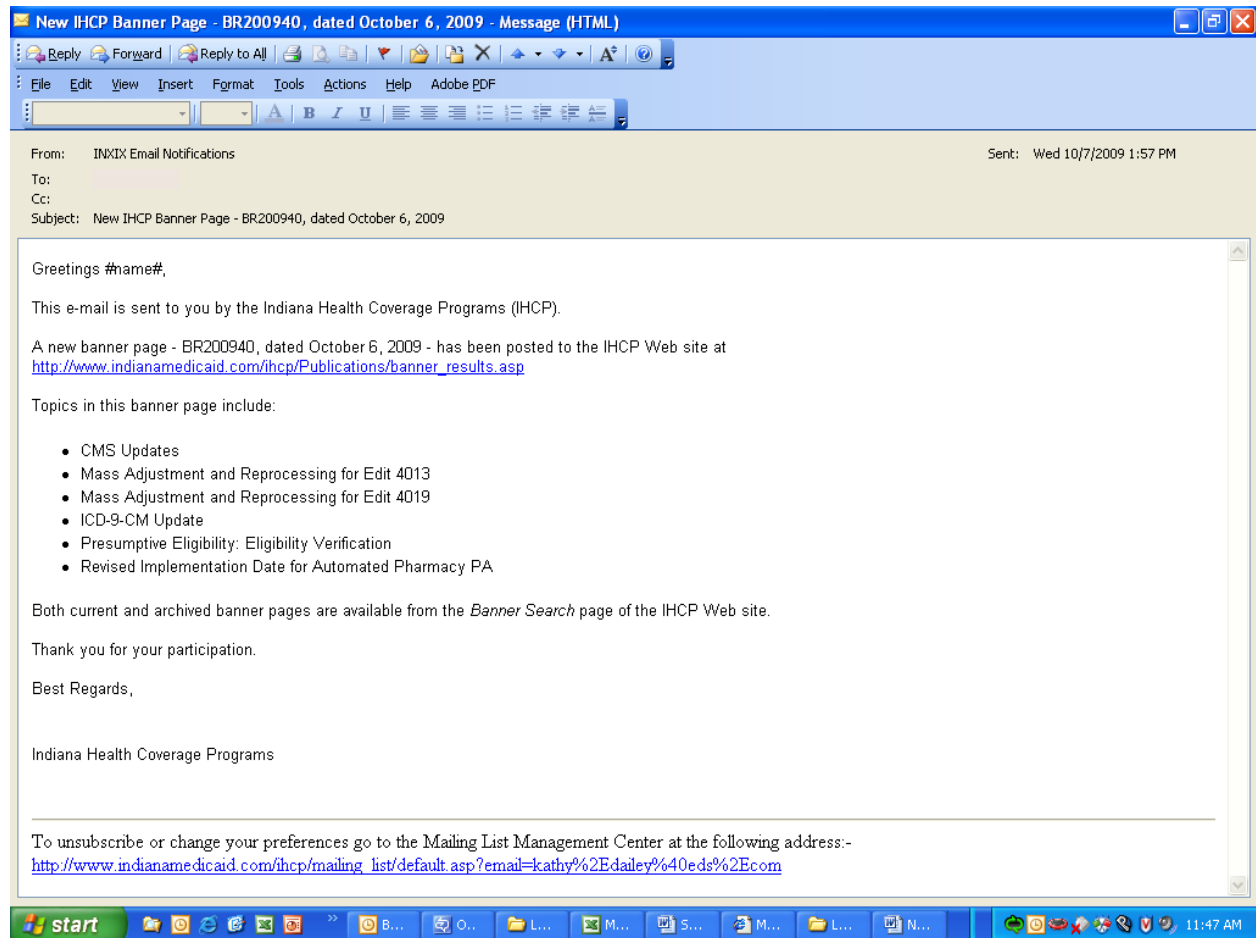 New IHCP Banner Page - BR200940, dated October 6, 2009 - Message (HTML)
Reply Forward Reply to All
File Edit View Insert Format Tools Actions Help Adobe PDF
From: INXIX Email Notifications Sent: Wed 10/7/2009 1:57 PM
To:
Cc:
Subject: New IHCP Banner Page - BR200940, dated October 6, 2009
Greetings #name#,
This e-mail is sent to you by the Indiana Health Coverage Programs (IHCP).
A new banner page - BR200940, dated October 6, 2009 - has been posted to the IHCP Web site at
http://www.indianamedicaid.com/ihcp/Publications/banner_results.asp
Topics in this banner page include:
• CMS Updates
• Mass Adjustment and Reprocessing for Edit 4013
• Mass Adjustment and Reprocessing for Edit 4019
• ICD-9-CM Update
• Presumptive Eligibility: Eligibility Verification
• Revised Implementation Date for Automated Pharmacy PA
Both current and archived banner pages are available from the Banner Search page of the IHCP Web site.
Thank you for your participation.
Best Regards,
Indiana Health Coverage Programs
To unsubscribe or change your preferences go to the Mailing List Management Center at the following address:-
http://www.indianamedicaid.com/ihcp/mailing_list/default.asp?email=kathy%2Edailey%40eds%2Ecom
start B... O... L... M... S... M... L... N... 11:47 AM